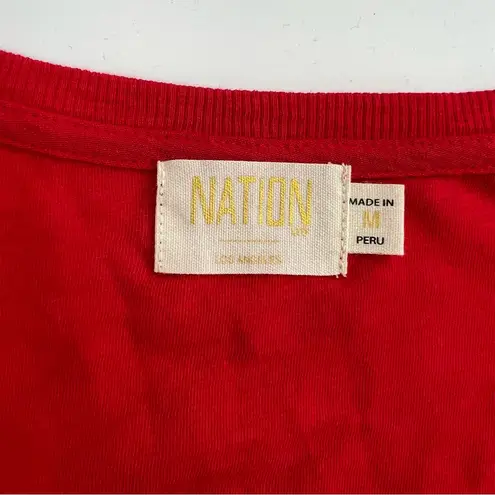 NATION
LTD
LOS ANGELES
MADE IN
M
PERU